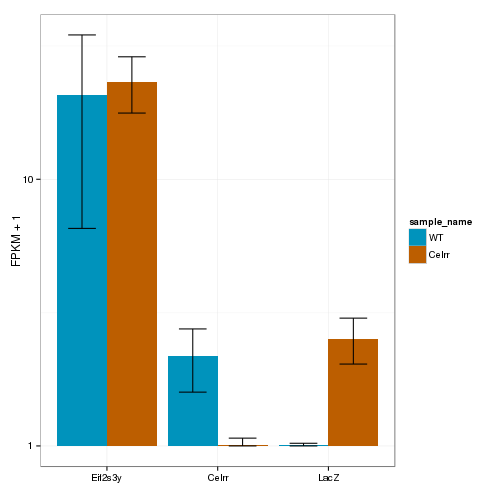 FPKM + 1
10
1
Eif2s3y
Celrr
LacZ
sample_name
WT
Celrr